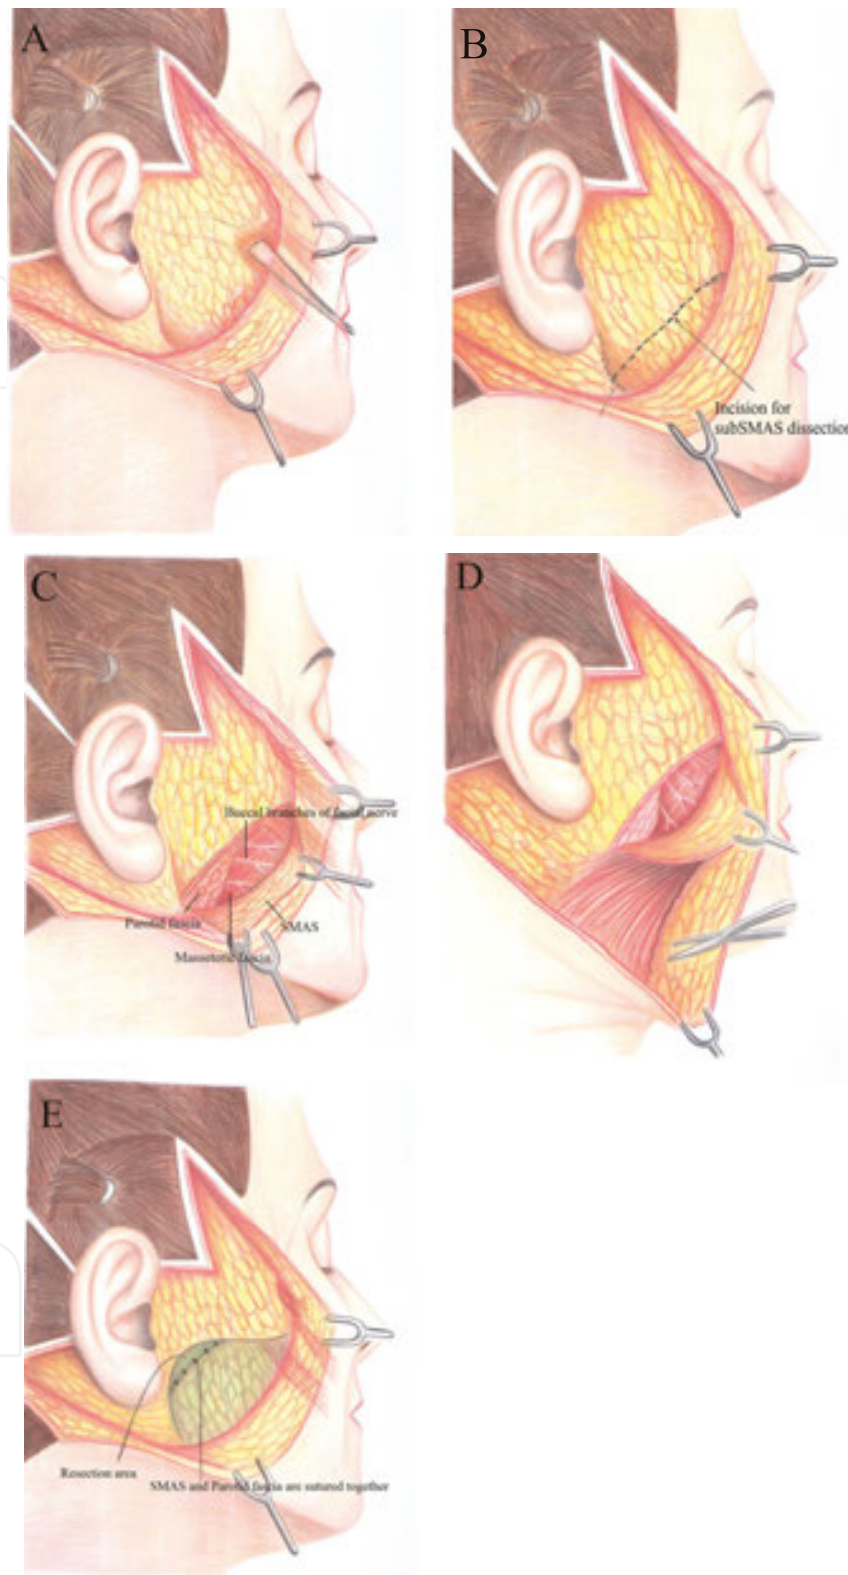 A
B
Incision for
subSMAS dissection
C
Buccal branches of facial nerve
Parotid fascia
SMAS
Masseteric fascia
D
E
Resection area
SMAS and Parotid fascia are sutured together